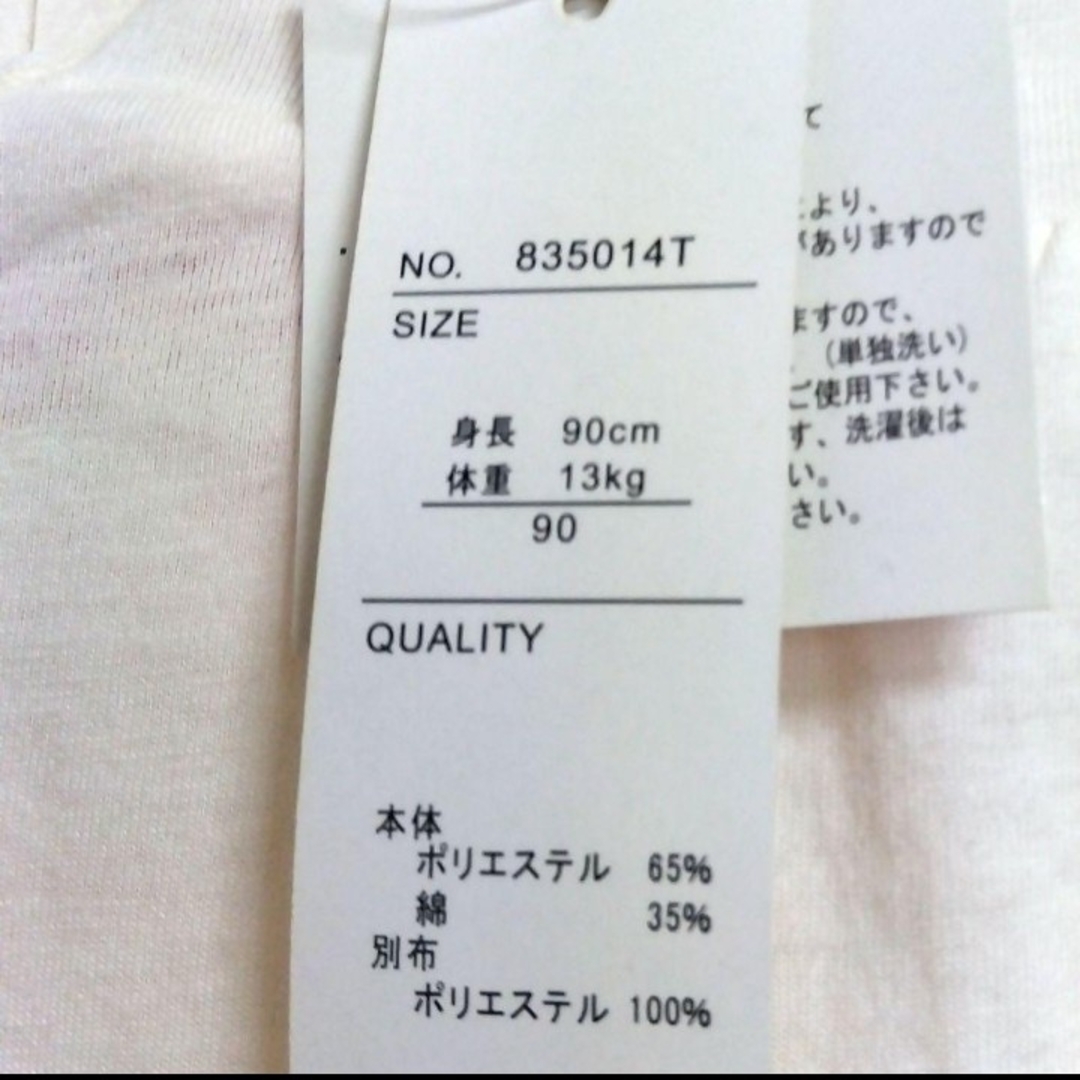 NO. 835014T
SIZE
身長 90cm
体重 13kg
90
QUALITY
本体
ポリエステル 65%
綿 35%
別布
ポリエステル 100%
て
より、
がありますので
ますので、
(単独洗い)
ご使用下さい。
す、洗濯後は
い。
さい。